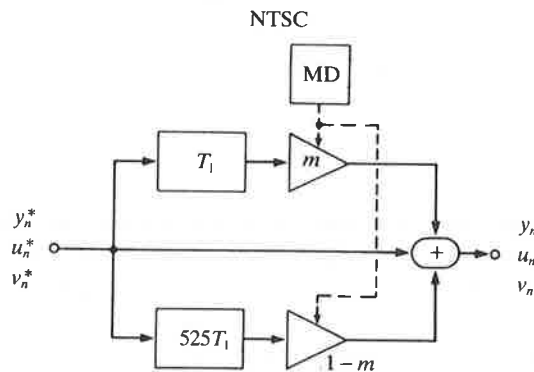 NTSC
MD
T₁
m
y*ₙ
u*ₙ
v*ₙ
+
yₙ
uₙ
vₙ
525T₁
1 − m